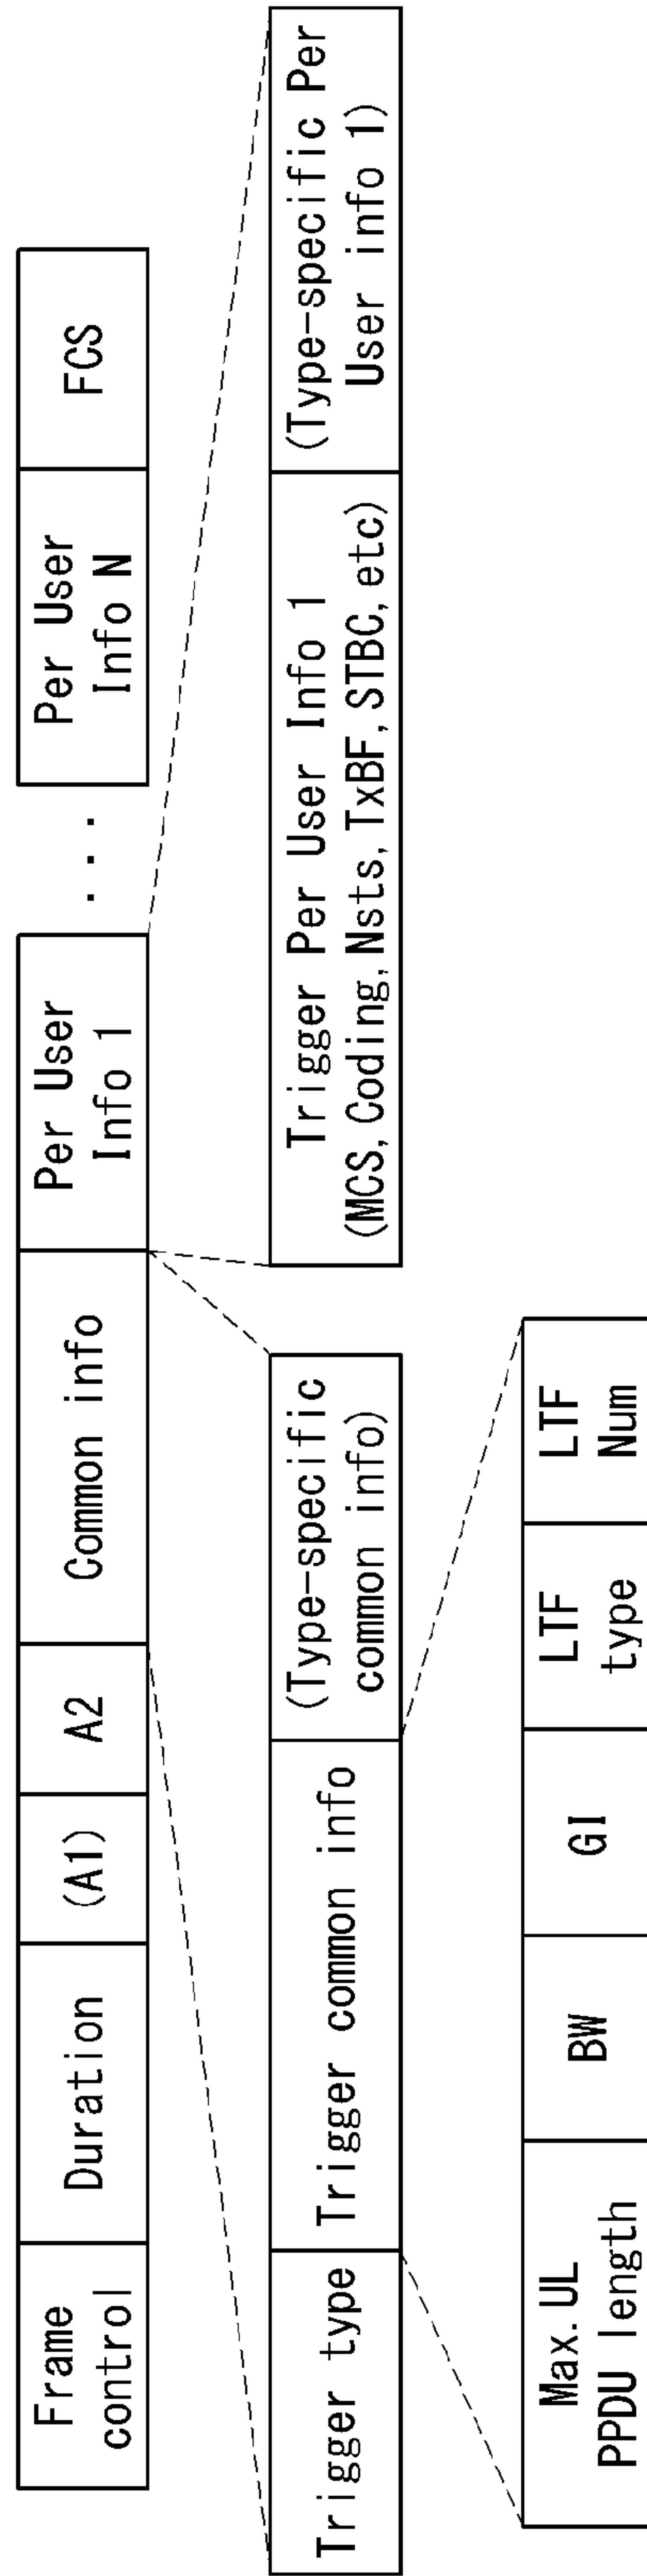 Frame
control
Duration
(A1)
A2
Common info
Per User
Info 1
...
Per User
Info N
FCS
Trigger type
Trigger common info
(Type-specific
common info)
Trigger Per User Info 1
(MCS, Coding, Nsts, TxBF, STBC, etc)
(Type-specific Per
User info 1)
Max. UL
PPDU length
BW
GI
LTF
type
LTF
Num